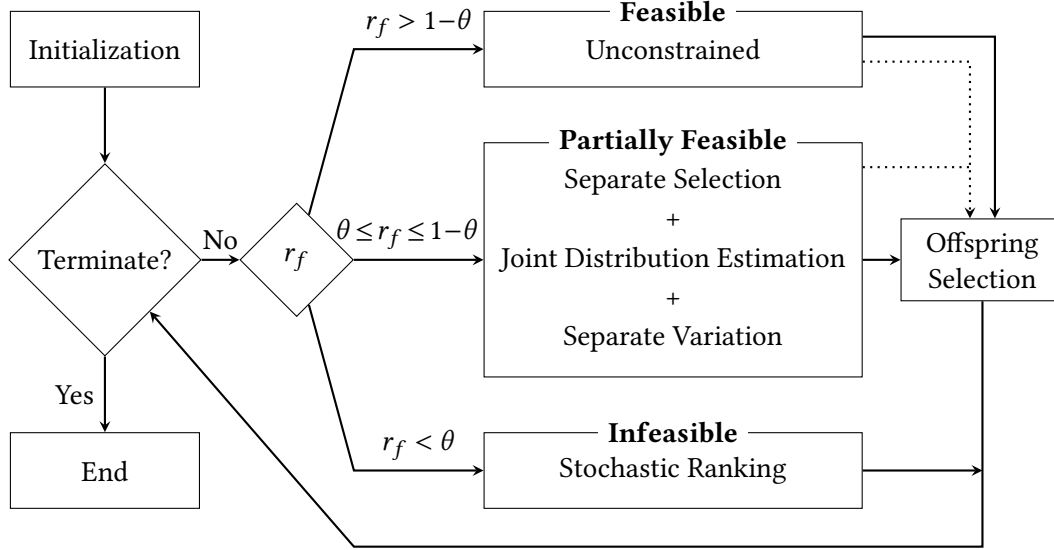 Initialization
Terminate?
No
Yes
End
r_f
r_f > 1−θ
θ ≤ r_f ≤ 1−θ
r_f < θ
Feasible
Unconstrained
Partially Feasible
Separate Selection
+
Joint Distribution Estimation
+
Separate Variation
Infeasible
Stochastic Ranking
Offspring
Selection